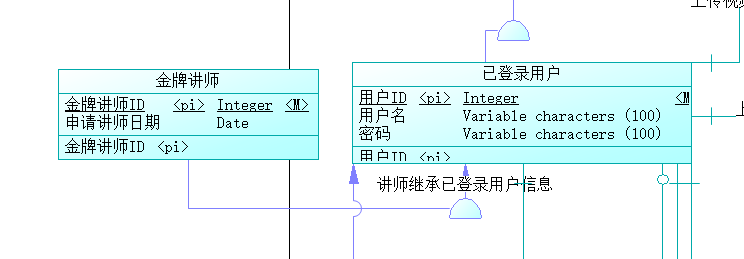 上传视频
金牌讲师
金牌讲师ID <pi> Integer <M>
申请讲师日期 Date
金牌讲师ID <pi>
已登录用户
用户ID <pi> Integer <M
用户名 Variable characters (100)
密码 Variable characters (100)
用户ID <pi>
上
讲师继承已登录用户信息